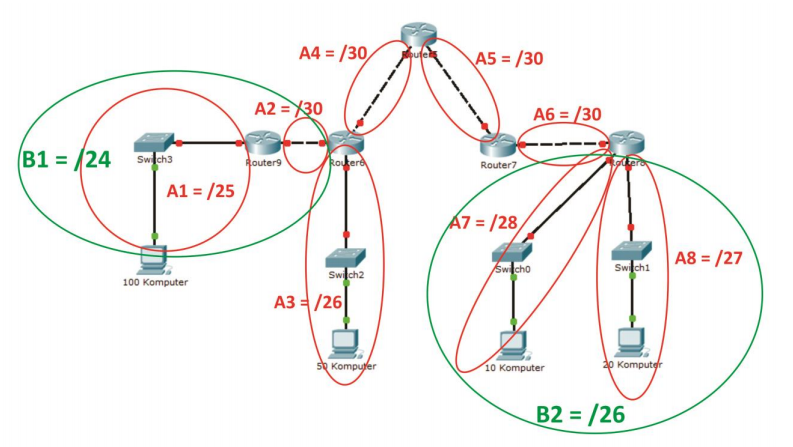 A4 = /30
Router5
A5 = /30
A2 = /30
A6 = /30
B1 = /24
Switch3
Router9
Router6
Router7
A1 = /25
A7 = /28
Switch2
Switch0
Switch1
A8 = /27
100 Komputer
A3 = /26
50 Komputer
10 Komputer
20 Komputer
B2 = /26